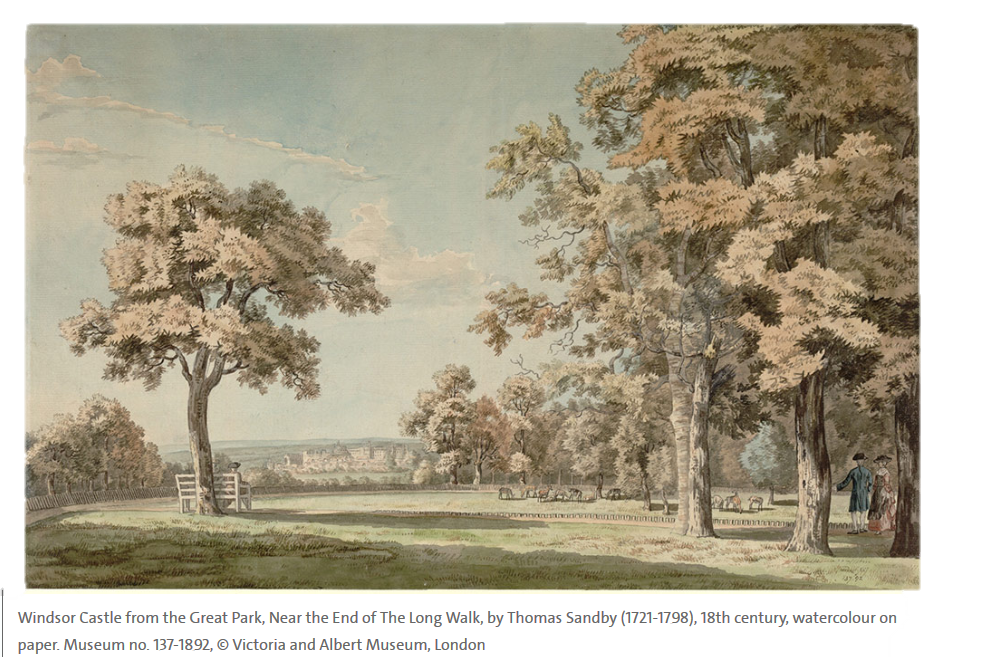 Windsor Castle from the Great Park, Near the End of The Long Walk, by Thomas Sandby (1721-1798), 18th century, watercolour on
paper. Museum no. 137-1892, © Victoria and Albert Museum, London